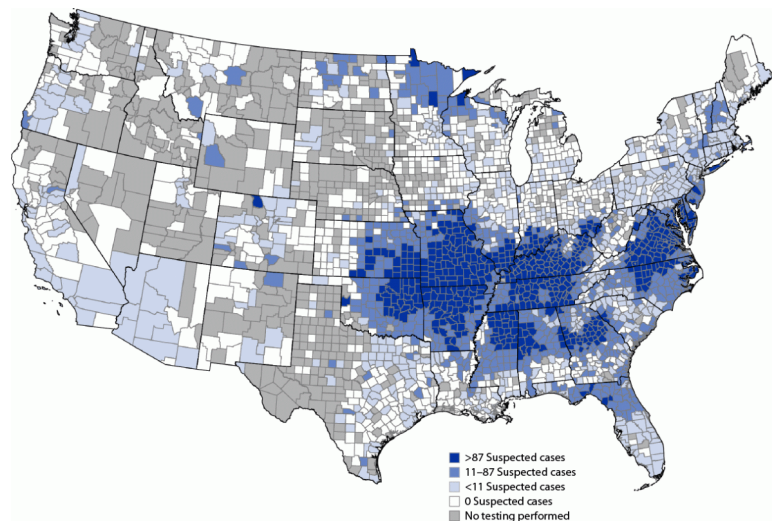 >87 Suspected cases
11–87 Suspected cases
<11 Suspected cases
0 Suspected cases
No testing performed